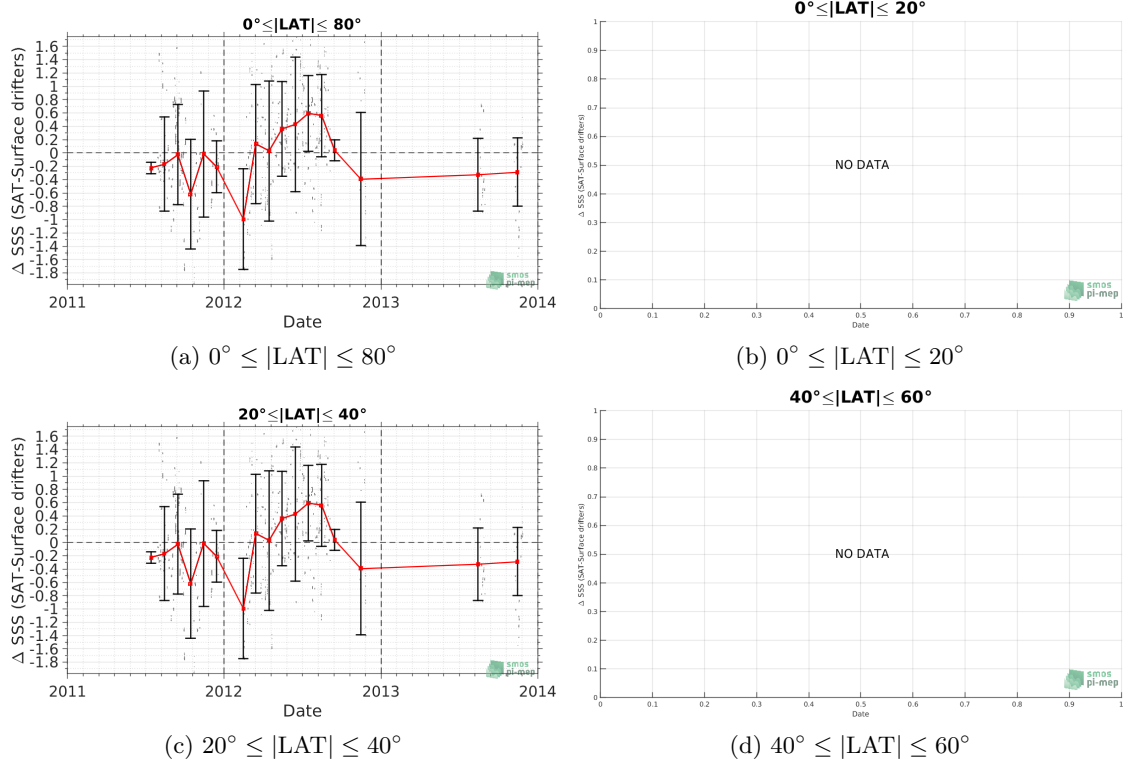 0°≤|LAT|≤ 80°
Δ SSS (SAT-Surface drifters)
1.6
1.4
1.2
1
0.8
0.6
0.4
0.2
0
-0.2
-0.4
-0.6
-0.8
-1
-1.2
-1.4
-1.6
-1.8
2011 2012 2013 2014
Date
smos
pi-mep
(a) 0° ≤ |LAT| ≤ 80°
0°≤|LAT|≤ 20°
Δ SSS (SAT-Surface drifters)
1
0.9
0.8
0.7
0.6
0.5
0.4
0.3
0.2
0.1
0
NO DATA
0 0.1 0.2 0.3 0.4 0.5 0.6 0.7 0.8 0.9 1
Date
smos
pi-mep
(b) 0° ≤ |LAT| ≤ 20°
20°≤|LAT|≤ 40°
Δ SSS (SAT-Surface drifters)
1.6
1.4
1.2
1
0.8
0.6
0.4
0.2
0
-0.2
-0.4
-0.6
-0.8
-1
-1.2
-1.4
-1.6
-1.8
2011 2012 2013 2014
Date
smos
pi-mep
(c) 20° ≤ |LAT| ≤ 40°
40°≤|LAT|≤ 60°
Δ SSS (SAT-Surface drifters)
1
0.9
0.8
0.7
0.6
0.5
0.4
0.3
0.2
0.1
0
NO DATA
0 0.1 0.2 0.3 0.4 0.5 0.6 0.7 0.8 0.9 1
Date
smos
pi-mep
(d) 40° ≤ |LAT| ≤ 60°